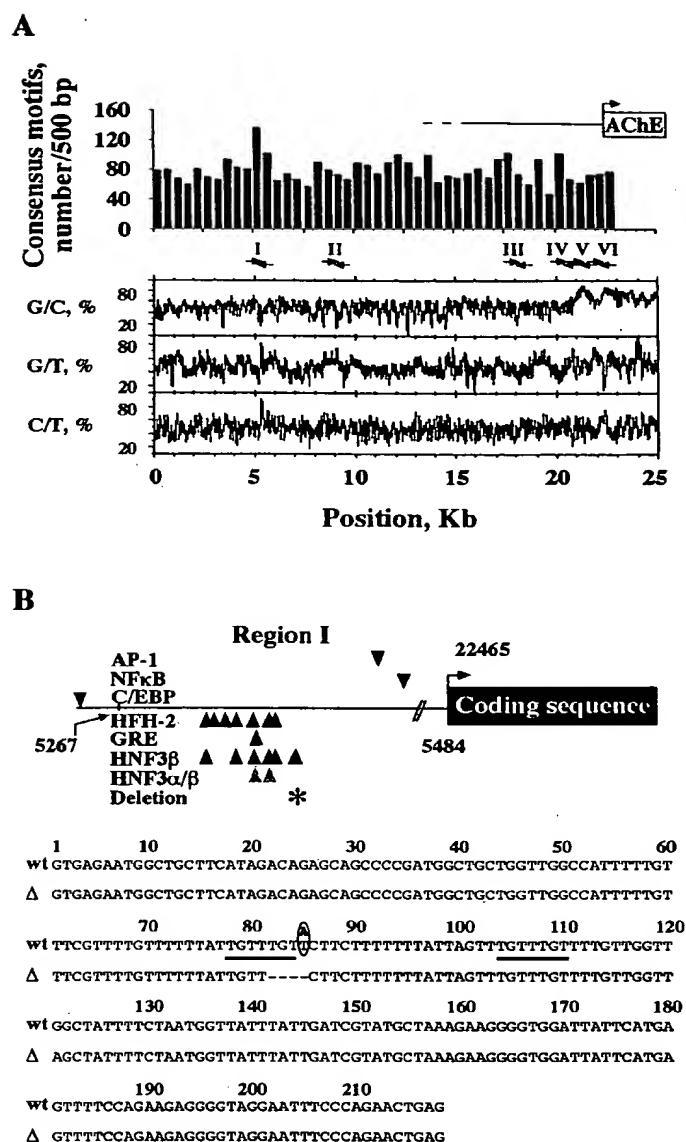 A
Consensus motifs,
number/500 bp
160
120
80
40
0
AChE
I II III IV V VI
G/C, %
80
20
G/T, %
80
20
C/T, %
80
20
0 5 10 15 20 25
Position, Kb
B
Region I
22465
AP-1
NFκB
C/EBP
Coding sequence
HFH-2
5267
5484
GRE
HNF3β
HNF3α/β
Deletion *
1 10 20 30 40 50 60
wt GTGAGAATGGCTGCTTCATAGACAGAGCAGCCCCGATGGCTGCTGGTTGGCCATTTTTGT
Δ GTGAGAATGGCTGCTTCATAGACAGAGCAGCCCCGATGGCTGCTGGTTGGCCATTTTTGT
70 80 90 100 110 120
wt TTCGTTTTGTTTTTTATTGTTTGTTCTTCTTTTTTTATTAGTTTGTTTGTTTTGTTGGTT
Δ TTCGTTTTGTTTTTTATTGTT----CTTCTTTTTTTATTAGTTTGTTTGTTTTGTTGGTT
130 140 150 160 170 180
wt GGCTATTTTCTAATGGTTATTTATTGATCGTATGCTAAAGAAGGGGTGGATTATTCATGA
Δ AGCTATTTTCTAATGGTTATTTATTGATCGTATGCTAAAGAAGGGGTGGATTATTCATGA
190 200 210
wt GTTTTCCAGAAGAGGGGTAGGAATTTCCCAGAACTGAG
Δ GTTTTCCAGAAGAGGGGTAGGAATTTCCCAGAACTGAG